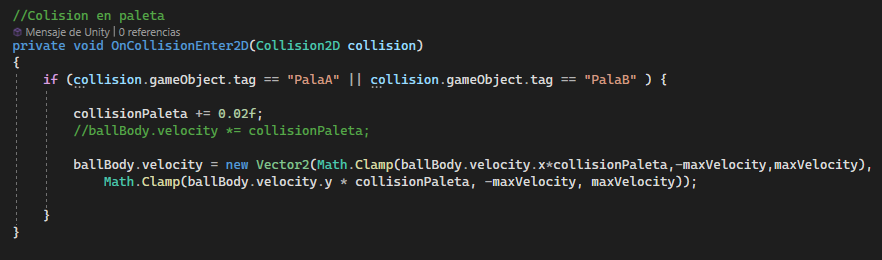 //Colision en paleta
Mensaje de Unity | 0 referencias
private void OnCollisionEnter2D(Collision2D collision)
{
if (collision.gameObject.tag == "PalaA" || collision.gameObject.tag == "PalaB" ) {
collisionPaleta += 0.02f;
//ballBody.velocity *= collisionPaleta;
ballBody.velocity = new Vector2(Math.Clamp(ballBody.velocity.x*collisionPaleta,-maxVelocity,maxVelocity),
Math.Clamp(ballBody.velocity.y * collisionPaleta, -maxVelocity, maxVelocity));
}
}